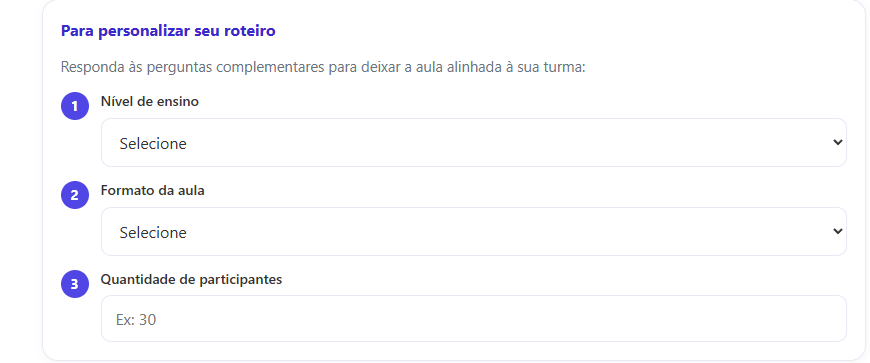 Para personalizar seu roteiro
Responda às perguntas complementares para deixar a aula alinhada à sua turma:
1 Nível de ensino
Selecione
2 Formato da aula
Selecione
3 Quantidade de participantes
Ex: 30